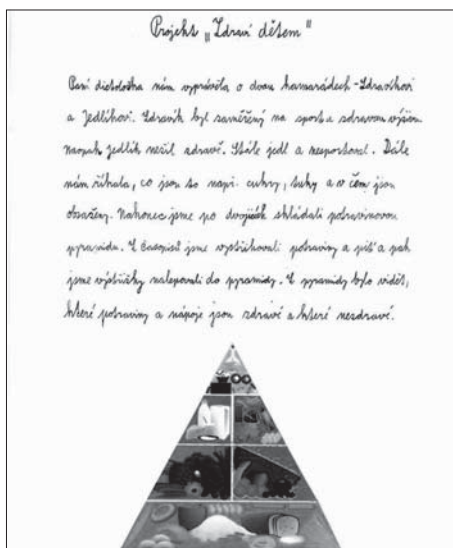 Projekt „Zdraví dětem"
Paní dietoložka nám vyprávěla o dvou kamarádech - Zdravíkovi
a Jedlíkovi. Zdravík byl zaměřený na sport a zdravou výživu.
Naopak Jedlík nežil zdravě. Stále jedl a nesportoval. Dále
nám říkala, co jsou to např. cukry, tuky a v čem jsou
obsaženy. Nakonec jsme po dvojicích skládali potravinovou
pyramidu. Z časopisů jsme vystřihovali potraviny a pití a pak
jsme výstřižky nalepovali do pyramidy. Z pyramidy bylo vidět,
které potraviny a nápoje jsou zdravé a které nezdravé.